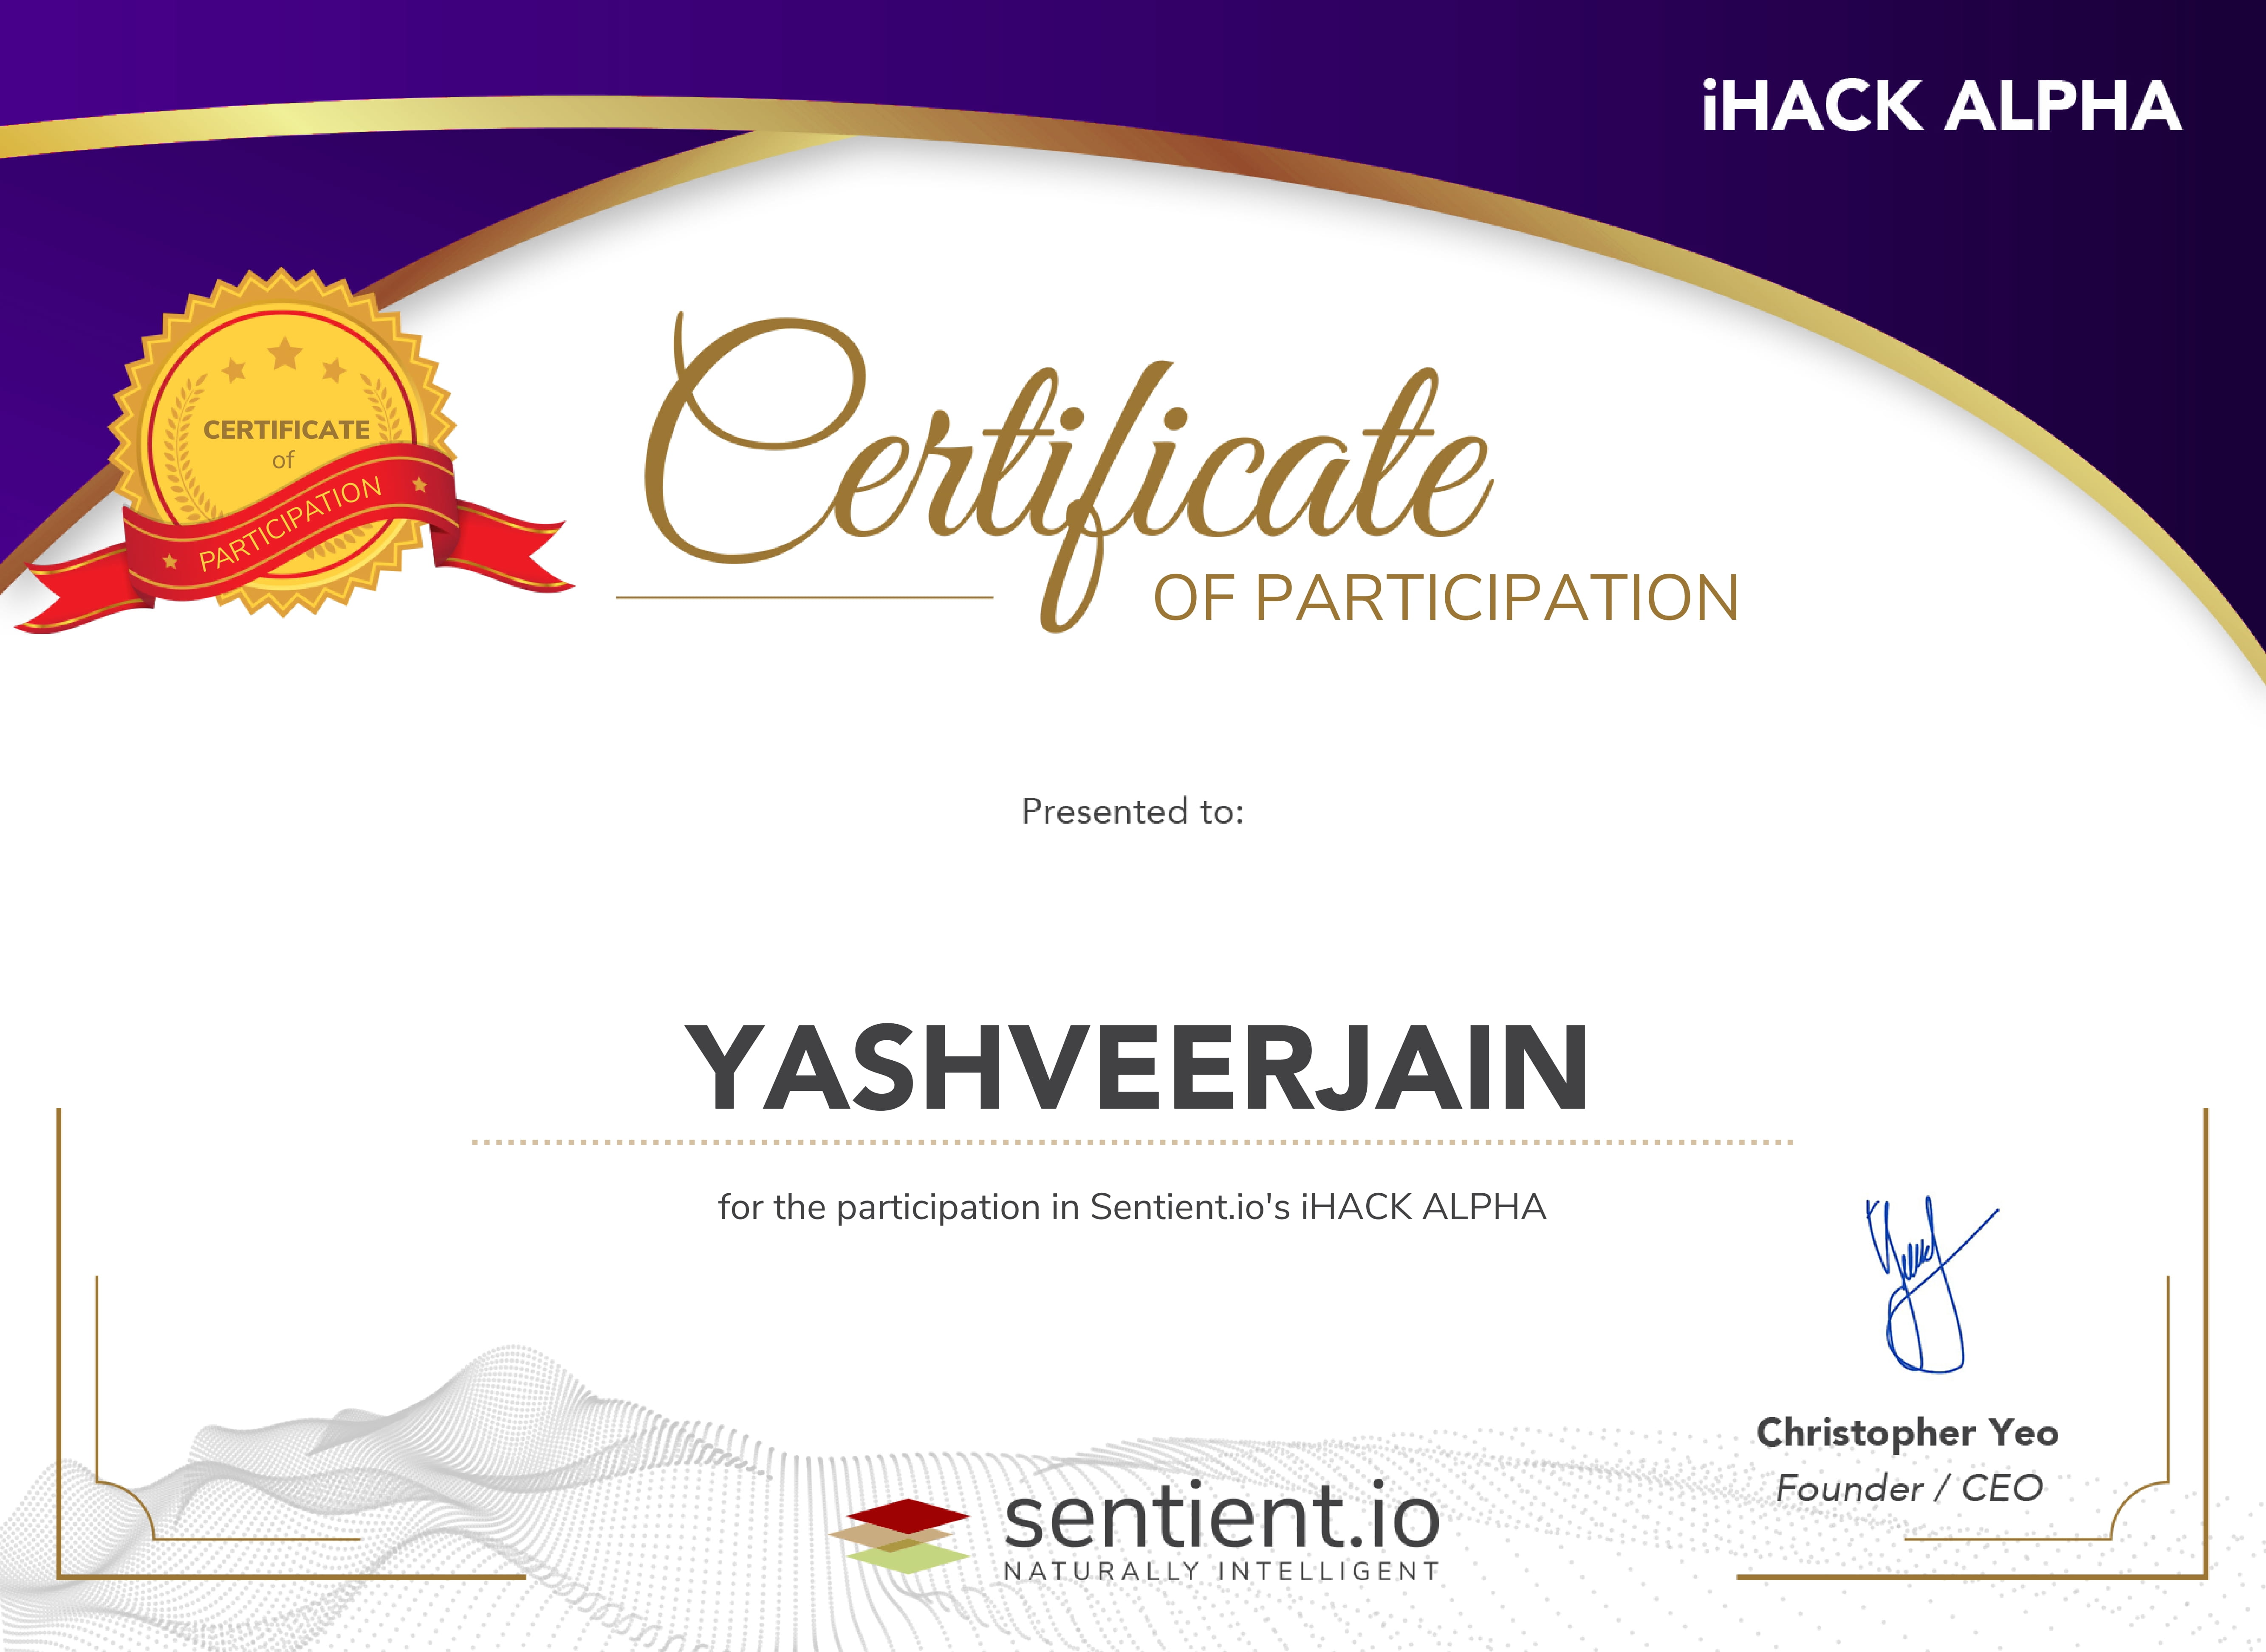 iHACK ALPHA
CERTIFICATE
of
PARTICIPATION
Certificate
OF PARTICIPATION
Presented to:
YASHVEERJAIN
for the participation in Sentient.io's iHACK ALPHA
Christopher Yeo
Founder / CEO
sentient.io
NATURALLY INTELLIGENT